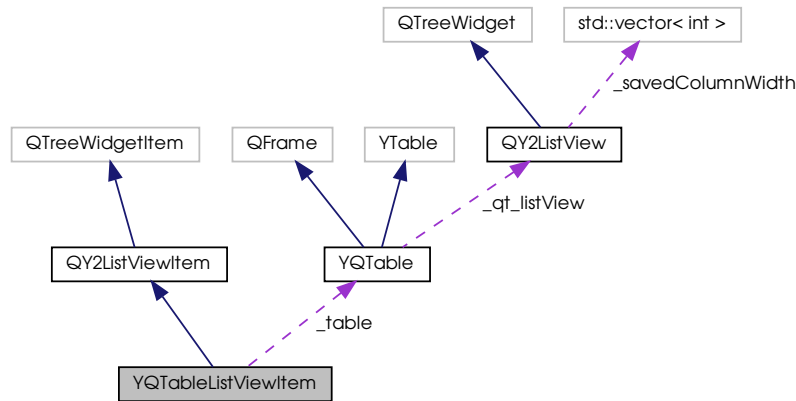 QTreeWidget
std::vector< int >
_savedColumnWidth
QTreeWidgetItem
QFrame
YTable
QY2ListView
_qt_listView
QY2ListViewItem
YQTable
_table
YQTableListViewItem